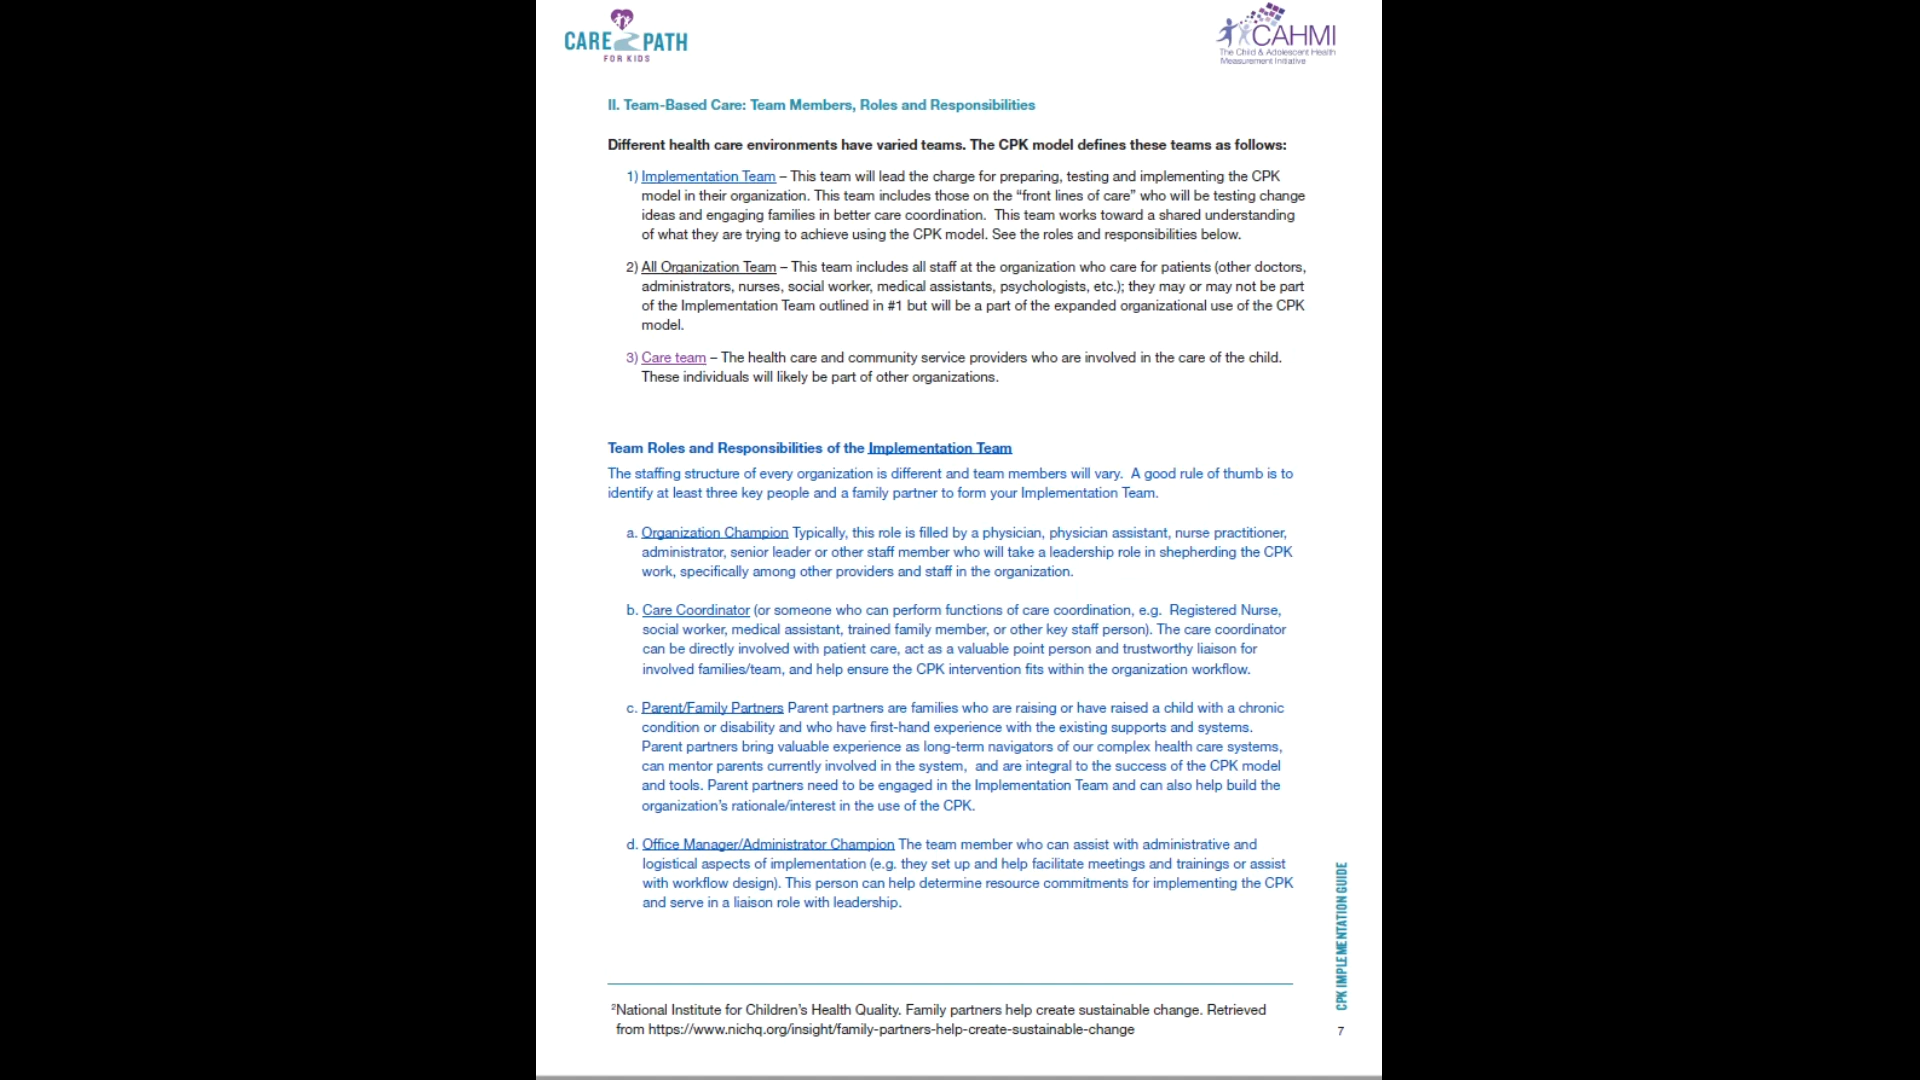 CARE PATH
FOR KIDS
CAHMI
The Child & Adolescent Health
Measurement Initiative
II. Team-Based Care: Team Members, Roles and Responsibilities
Different health care environments have varied teams. The CPK model defines these teams as follows:
1) Implementation Team – This team will lead the charge for preparing, testing and implementing the CPK
model in their organization. This team includes those on the “front lines of care” who will be testing change
ideas and engaging families in better care coordination.  This team works toward a shared understanding
of what they are trying to achieve using the CPK model. See the roles and responsibilities below.
2) All Organization Team – This team includes all staff at the organization who care for patients (other doctors,
administrators, nurses, social worker, medical assistants, psychologists, etc.); they may or may not be part
of the Implementation Team outlined in #1 but will be a part of the expanded organizational use of the CPK
model.
3) Care team – The health care and community service providers who are involved in the care of the child.
These individuals will likely be part of other organizations.
Team Roles and Responsibilities of the Implementation Team
The staffing structure of every organization is different and team members will vary.  A good rule of thumb is to
identify at least three key people and a family partner to form your Implementation Team.
a. Organization Champion Typically, this role is filled by a physician, physician assistant, nurse practitioner,
administrator, senior leader or other staff member who will take a leadership role in shepherding the CPK
work, specifically among other providers and staff in the organization.
b. Care Coordinator (or someone who can perform functions of care coordination, e.g.  Registered Nurse,
social worker, medical assistant, trained family member, or other key staff person). The care coordinator
can be directly involved with patient care, act as a valuable point person and trustworthy liaison for
involved families/team, and help ensure the CPK intervention fits within the organization workflow.
c. Parent/Family Partners Parent partners are families who are raising or have raised a child with a chronic
condition or disability and who have first-hand experience with the existing supports and systems.
Parent partners bring valuable experience as long-term navigators of our complex health care systems,
can mentor parents currently involved in the system,  and are integral to the success of the CPK model
and tools. Parent partners need to be engaged in the Implementation Team and can also help build the
organization’s rationale/interest in the use of the CPK.
d. Office Manager/Administrator Champion The team member who can assist with administrative and
logistical aspects of implementation (e.g. they set up and help facilitate meetings and trainings or assist
with workflow design). This person can help determine resource commitments for implementing the CPK
and serve in a liaison role with leadership.
CPK IMPLEMENTATION GUIDE
²National Institute for Children’s Health Quality. Family partners help create sustainable change. Retrieved
from https://www.nichq.org/insight/family-partners-help-create-sustainable-change
7